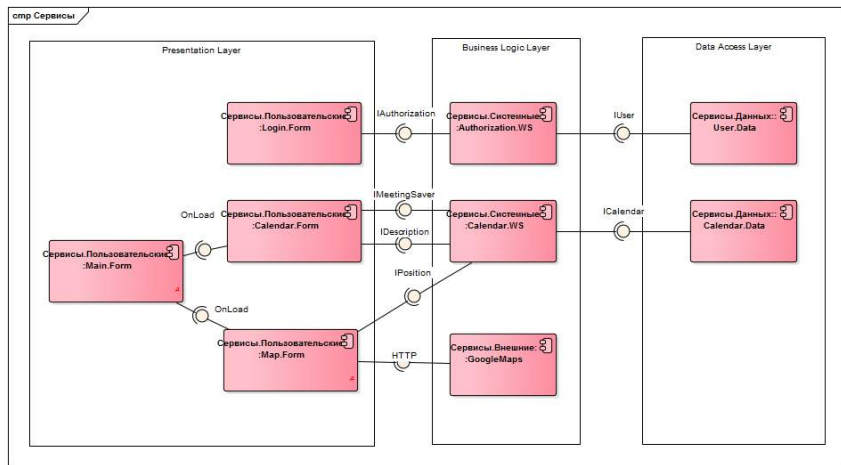 cmp Сервисы
Presentation Layer
Business Logic Layer
Data Access Layer
Сервисы.Пользовательские:
:Login.Form
IAuthorization
Сервисы.Системные:
:Authorization.WS
IUser
Сервисы.Данных::
User.Data
IMeetingSaver
OnLoad
Сервисы.Пользовательские:
:Calendar.Form
IDescription
Сервисы.Системные:
:Calendar.WS
ICalendar
Сервисы.Данных::
Calendar.Data
Сервисы.Пользовательские:
:Main.Form
IPosition
OnLoad
Сервисы.Пользовательские:
:Map.Form
HTTP
Сервисы.Внешние:
:GoogleMaps